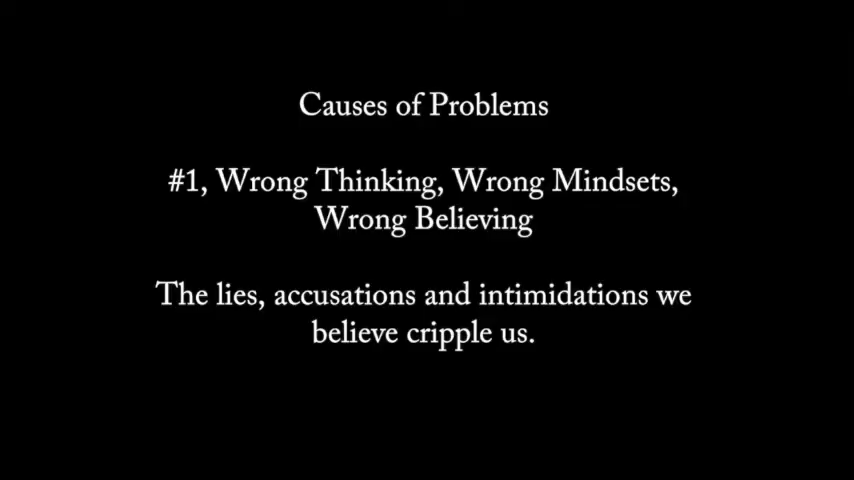 Causes of Problems
#1, Wrong Thinking, Wrong Mindsets,
Wrong Believing
The lies, accusations and intimidations we
believe cripple us.